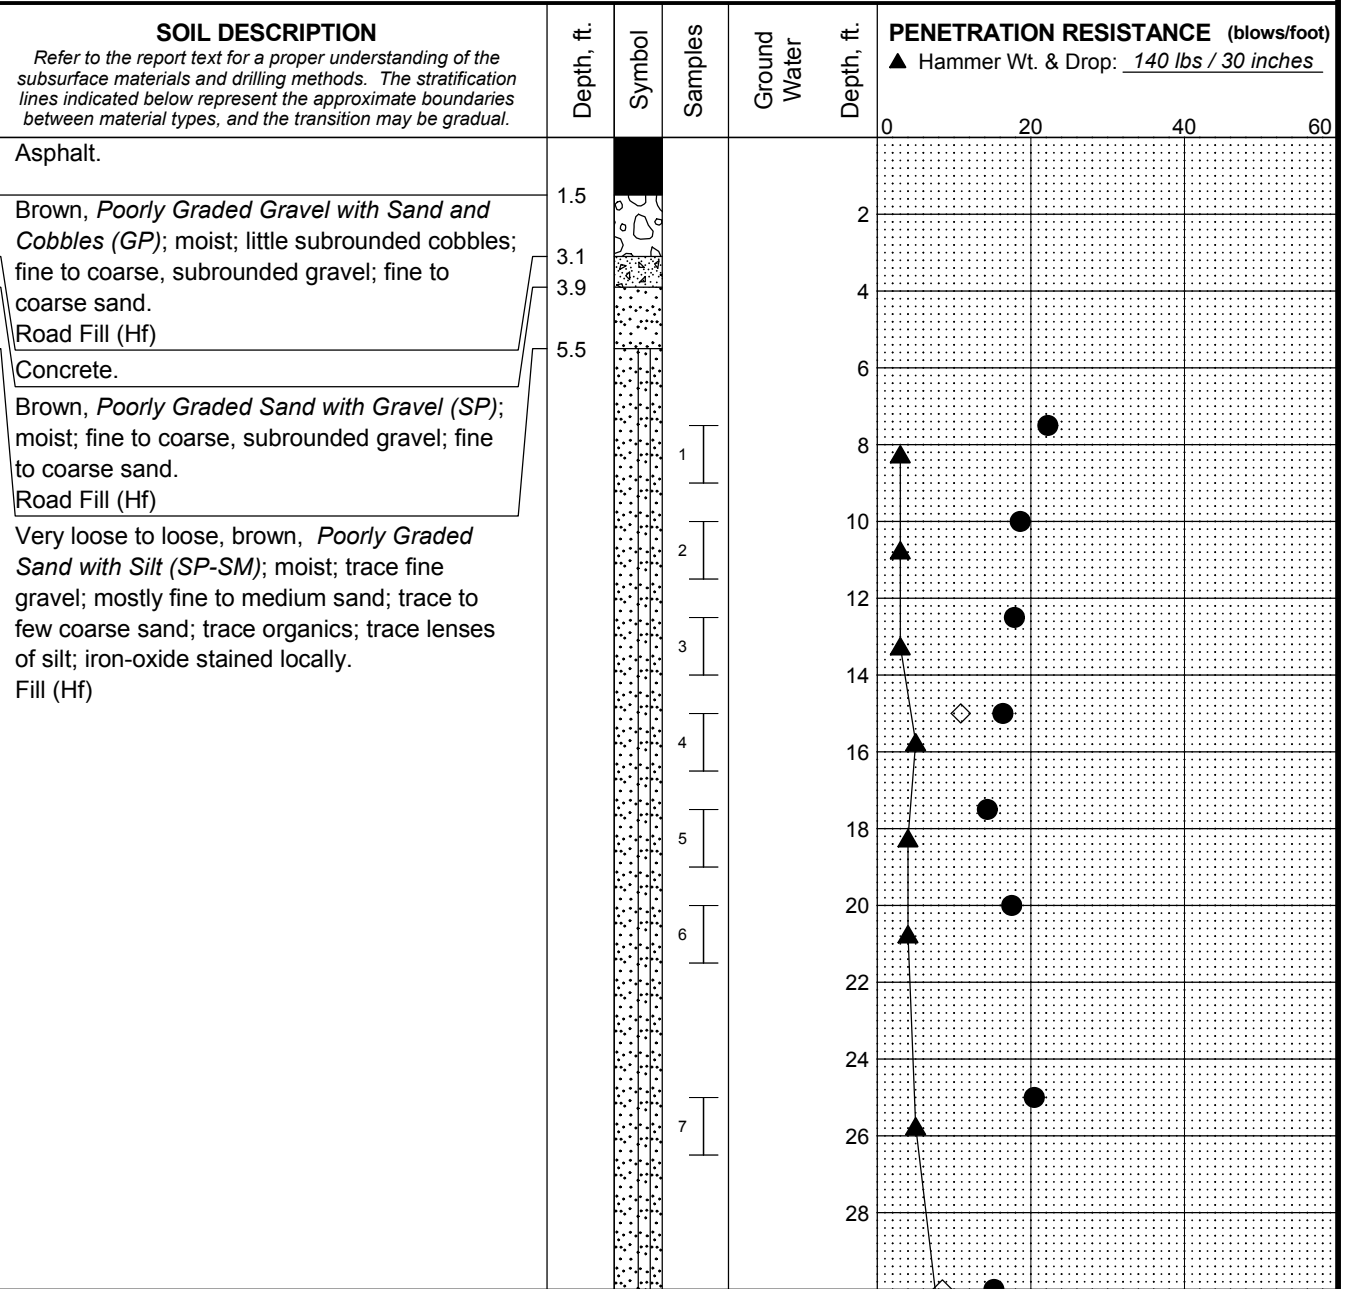 SOIL DESCRIPTION
Refer to the report text for a proper understanding of the
subsurface materials and drilling methods. The stratification
lines indicated below represent the approximate boundaries
between material types, and the transition may be gradual.
Depth, ft.
Symbol
Samples
Ground
Water
Depth, ft.
PENETRATION RESISTANCE (blows/foot)
▲ Hammer Wt. & Drop: 140 lbs / 30 inches
0 20 40 60
Asphalt.
1.5
Brown, Poorly Graded Gravel with Sand and
Cobbles (GP); moist; little subrounded cobbles;
fine to coarse, subrounded gravel; fine to
coarse sand.
Road Fill (Hf)
3.1
3.9
Concrete.
5.5
Brown, Poorly Graded Sand with Gravel (SP);
moist; fine to coarse, subrounded gravel; fine
to coarse sand.
Road Fill (Hf)
Very loose to loose, brown, Poorly Graded
Sand with Silt (SP-SM); moist; trace fine
gravel; mostly fine to medium sand; trace to
few coarse sand; trace organics; trace lenses
of silt; iron-oxide stained locally.
Fill (Hf)
1
2
3
4
5
6
7
2
4
6
8
10
12
14
16
18
20
22
24
26
28